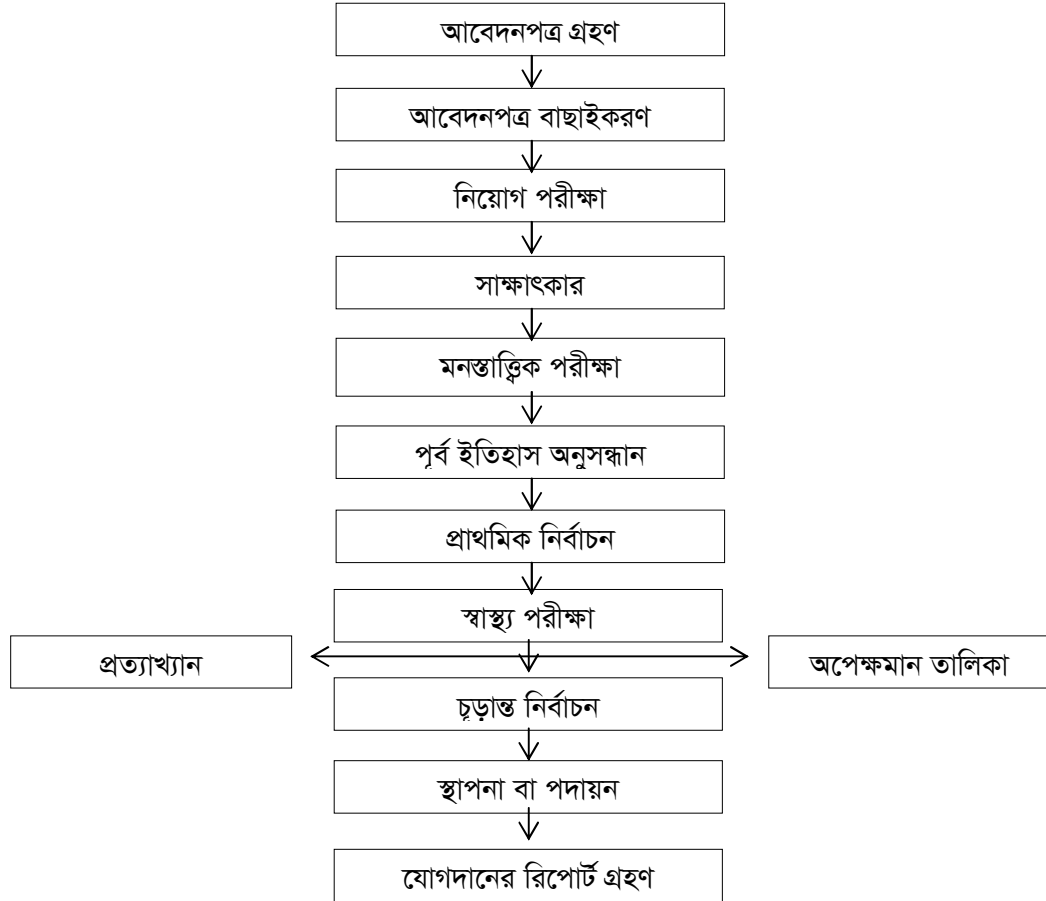 আবেদনপত্র গ্রহণ
আবেদনপত্র বাছাইকরণ
নিয়োগ পরীক্ষা
সাক্ষাৎকার
মনস্তাত্ত্বিক পরীক্ষা
পূর্ব ইতিহাস অনুসন্ধান
প্রাথমিক নির্বাচন
স্বাস্থ্য পরীক্ষা
প্রত্যাখ্যান
অপেক্ষমান তালিকা
চূড়ান্ত নির্বাচন
স্থাপনা বা পদায়ন
যোগদানের রিপোর্ট গ্রহণ